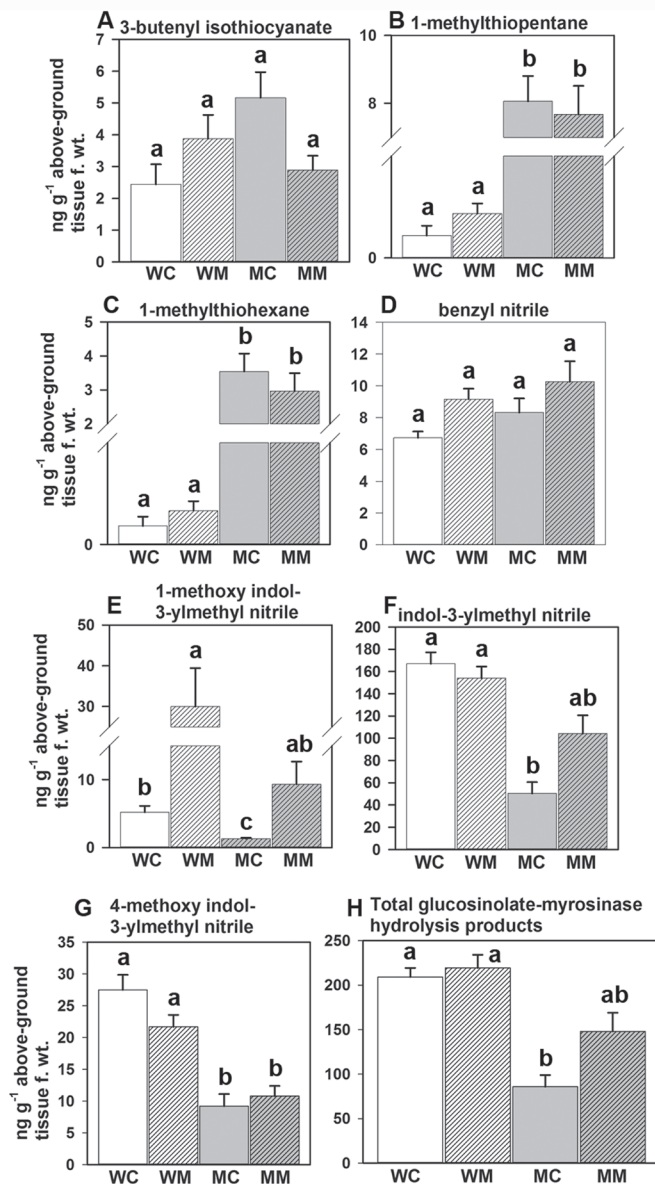 A 3-butenyl isothiocyanate
7
6
5
4
3
2
1
0
ng g-1 above-ground
tissue f. wt.
a
a
a
a
WC WM MC MM
B 1-methylthiopentane
10
8
0
a
a
b
b
WC WM MC MM
C 1-methylthiohexane
5
4
3
2
0
ng g-1 above-ground
tissue f. wt.
a
a
b
b
WC WM MC MM
D benzyl nitrile
14
12
10
8
6
4
2
0
a
a
a
a
WC WM MC MM
E 1-methoxy indol-
3-ylmethyl nitrile
50
40
30
10
0
ng g-1 above-ground
tissue f. wt.
b
a
c
ab
WC WM MC MM
F indol-3-ylmethyl nitrile
200
180
160
140
120
100
80
60
40
20
0
a
a
b
ab
WC WM MC MM
G 4-methoxy indol-
3-ylmethyl nitrile
35
30
25
20
15
10
5
0
ng g-1 above-ground
tissue f. wt.
a
a
b
b
WC WM MC MM
H Total glucosinolate-myrosinase
hydrolysis products
250
200
150
100
50
0
a
a
b
ab
WC WM MC MM